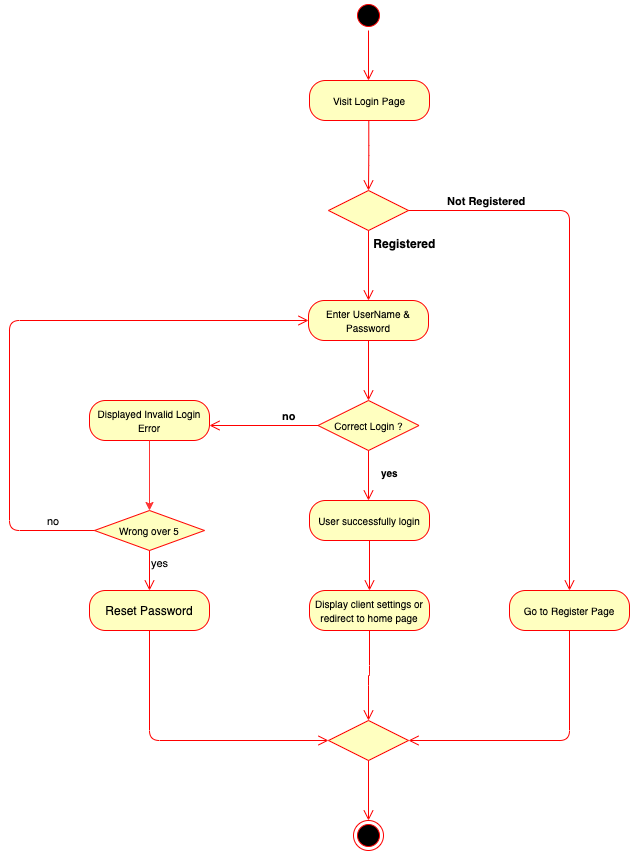 Visit Login Page
Not Registered
Registered
Enter UserName &
Password
Displayed Invalid Login
Error
no
Correct Login ?
yes
no
Wrong over 5
User successfully login
yes
Reset Password
Display client settings or
redirect to home page
Go to Register Page